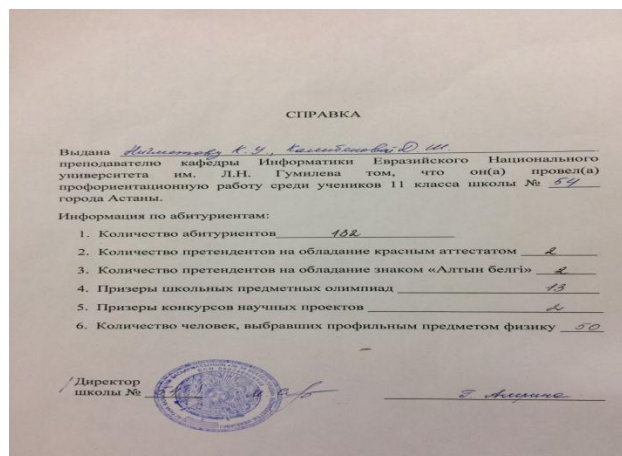 СПРАВКА
Выдана Нигметову К. У., Д Ш.
преподавателю кафедры Информатики Евразийского Национального
университета им. Л.Н. Гумилева том, что он(а) провел(а)
профориентационную работу среди учеников 11 класса школы № 54
города Астаны.
Информация по абитуриентам:
1. Количество абитуриентов 132
2. Количество претендентов на обладание красным аттестатом 2
3. Количество претендентов на обладание знаком «Алтын белгі» 2
4. Призеры школьных предметных олимпиад 13
5. Призеры конкурсов научных проектов 2
6. Количество человек, выбравших профильным предметом физику 50
Директор
школы №